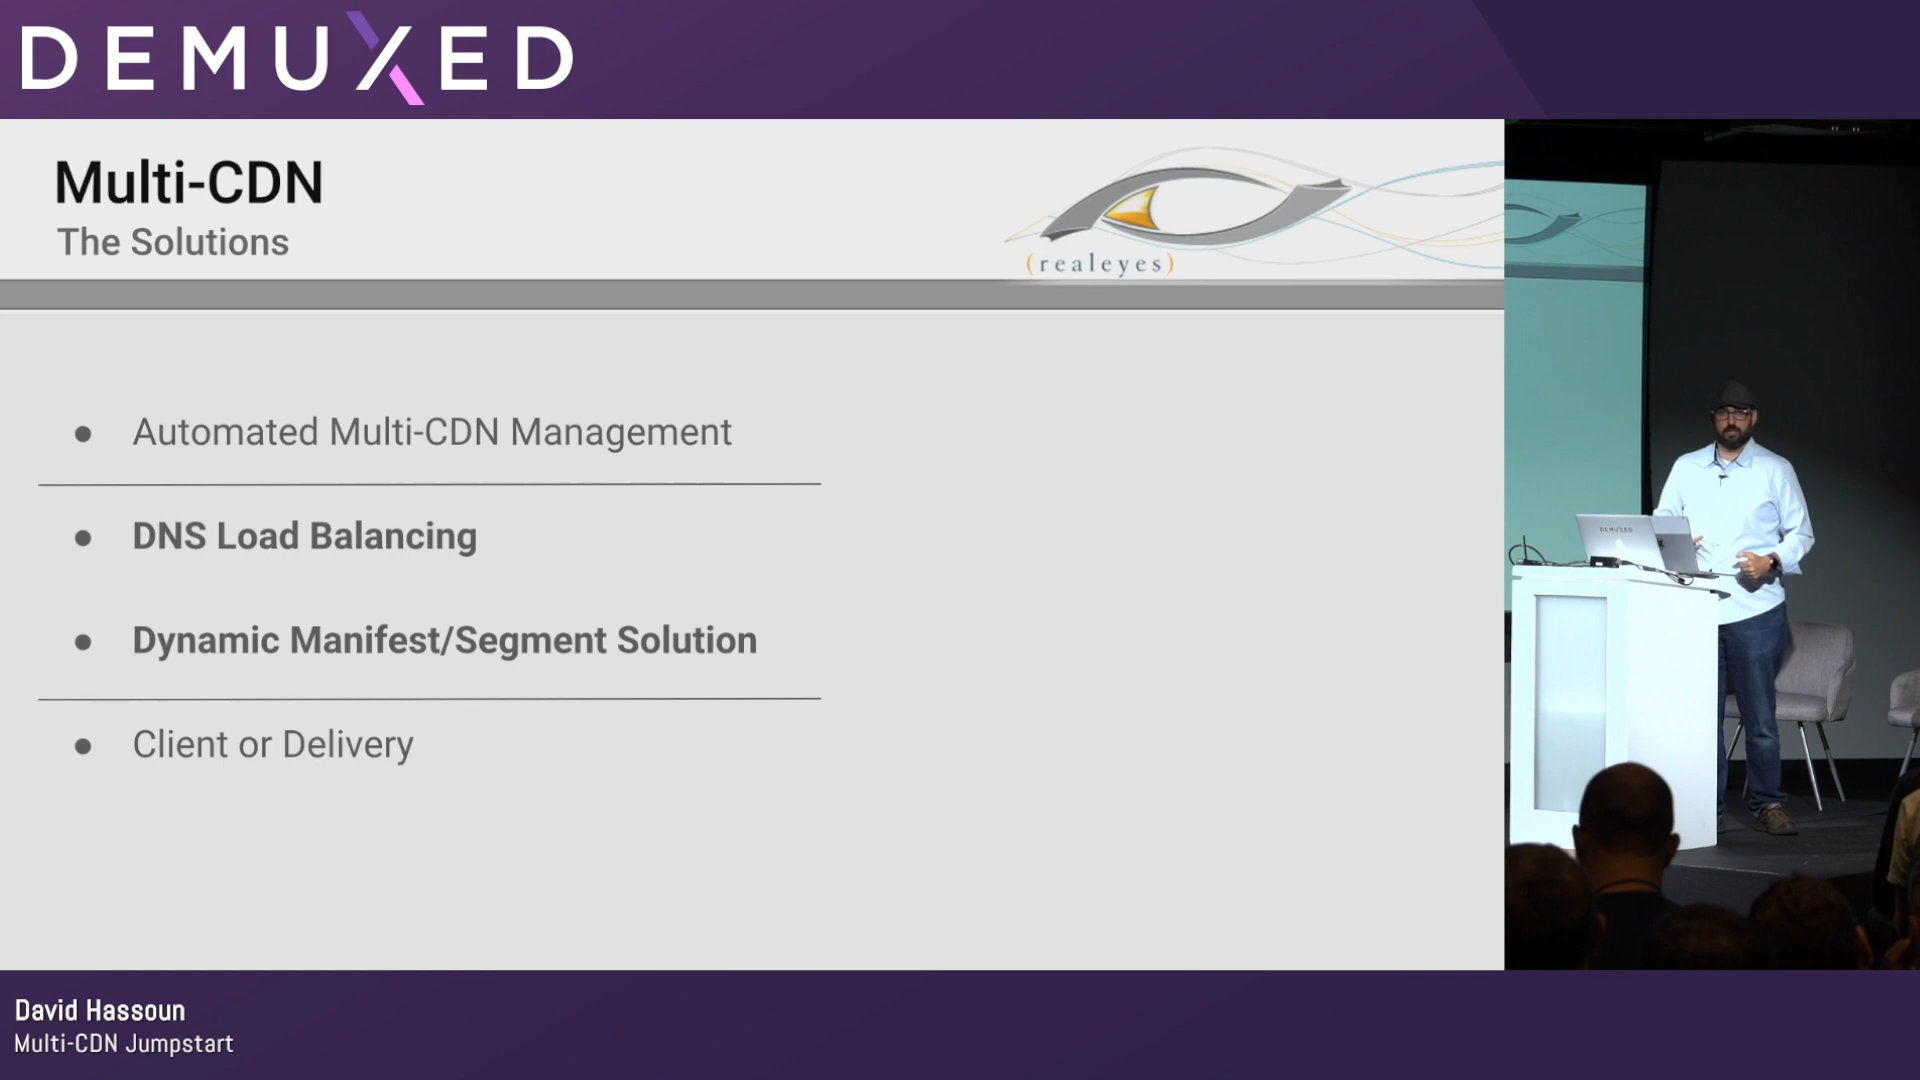 DEMUXED
Multi-CDN
The Solutions
(realeyes)
● Automated Multi-CDN Management
● DNS Load Balancing
● Dynamic Manifest/Segment Solution
● Client or Delivery
DEMUXED
David Hassoun
Multi-CDN Jumpstart